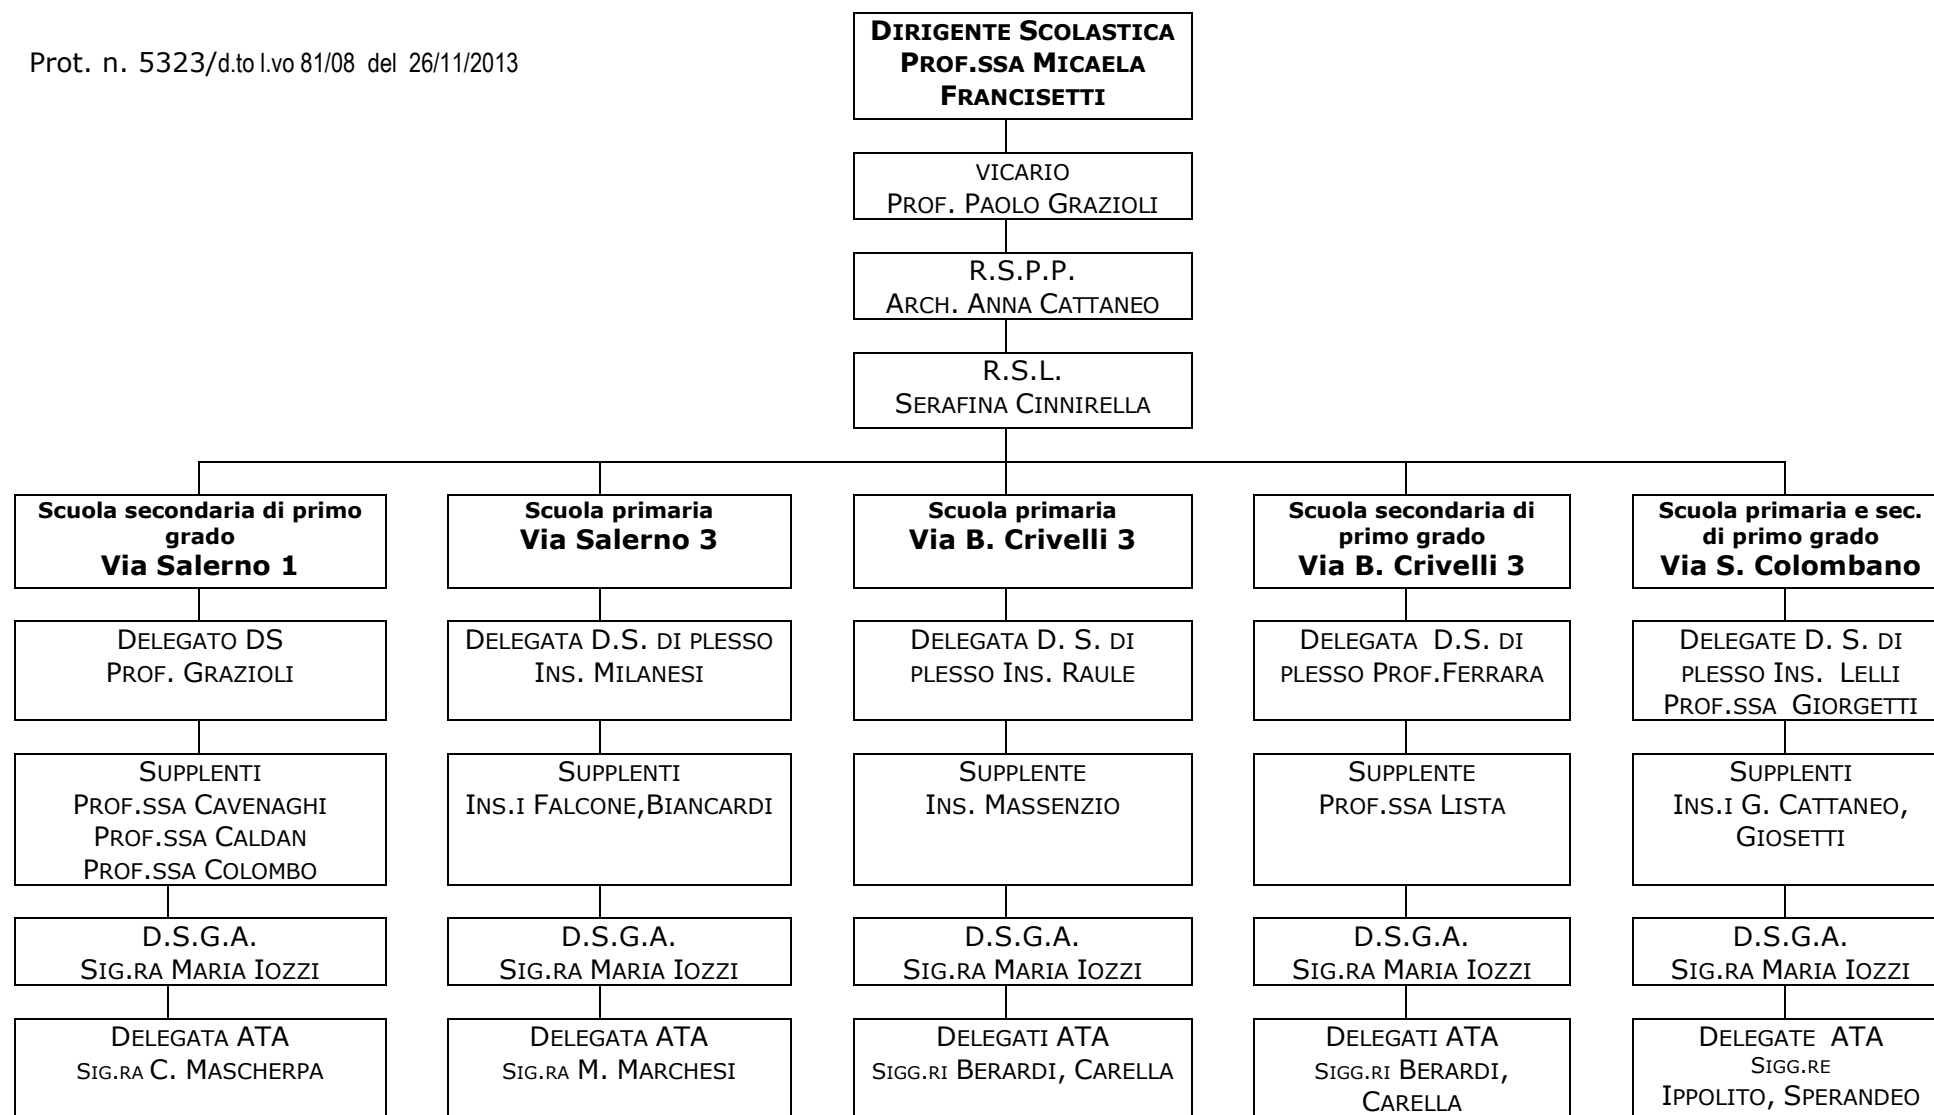 Prot. n. 5323/d.to l.vo 81/08 del 26/11/2013
DIRIGENTE SCOLASTICA
PROF.SSA MICAELA
FRANCISETTI
VICARIO
PROF. PAOLO GRAZIOLI
R.S.P.P.
ARCH. ANNA CATTANEO
R.S.L.
SERAFINA CINNIRELLA
Scuola secondaria di primo
grado
Via Salerno 1
Scuola primaria
Via Salerno 3
Scuola primaria
Via B. Crivelli 3
Scuola secondaria di
primo grado
Via B. Crivelli 3
Scuola primaria e sec.
di primo grado
Via S. Colombano
DELEGATO DS
PROF. GRAZIOLI
DELEGATA D.S. DI PLESSO
INS. MILANESI
DELEGATA D. S. DI
PLESSO INS. RAULE
DELEGATA D.S. DI
PLESSO PROF.FERRARA
DELEGATE D. S. DI
PLESSO INS. LELLI
PROF.SSA GIORGETTI
SUPPLENTI
PROF.SSA CAVENAGHI
PROF.SSA CALDAN
PROF.SSA COLOMBO
SUPPLENTI
INS.I FALCONE,BIANCARDI
SUPPLENTE
INS. MASSENZIO
SUPPLENTE
PROF.SSA LISTA
SUPPLENTI
INS.I G. CATTANEO,
GIOSETTI
D.S.G.A.
SIG.RA MARIA IOZZI
D.S.G.A.
SIG.RA MARIA IOZZI
D.S.G.A.
SIG.RA MARIA IOZZI
D.S.G.A.
SIG.RA MARIA IOZZI
D.S.G.A.
SIG.RA MARIA IOZZI
DELEGATA ATA
SIG.RA C. MASCHERPA
DELEGATA ATA
SIG.RA M. MARCHESI
DELEGATI ATA
SIGG.RI BERARDI, CARELLA
DELEGATI ATA
SIGG.RI BERARDI,
CARELLA
DELEGATE ATA
SIGG.RE
IPPOLITO, SPERANDEO